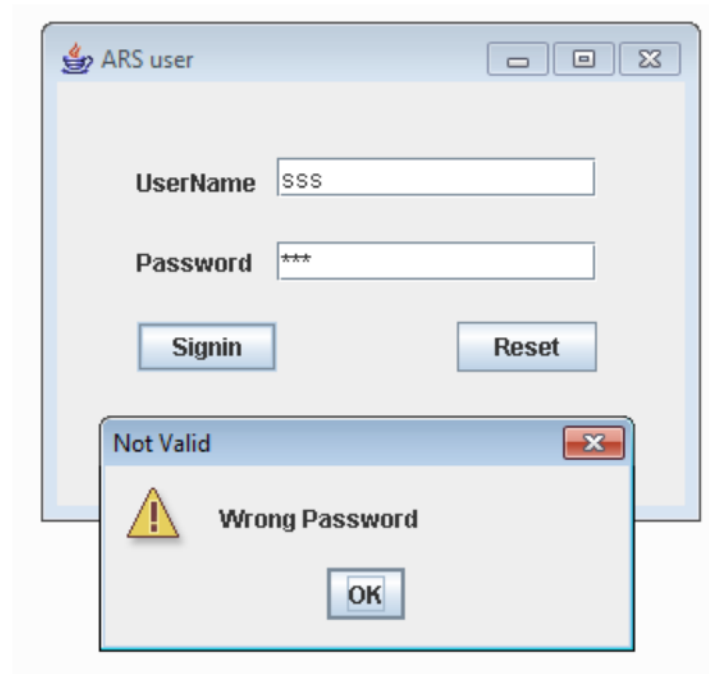 ARS user
UserName sss
Password ***
Signin Reset
Not Valid
Wrong Password
OK